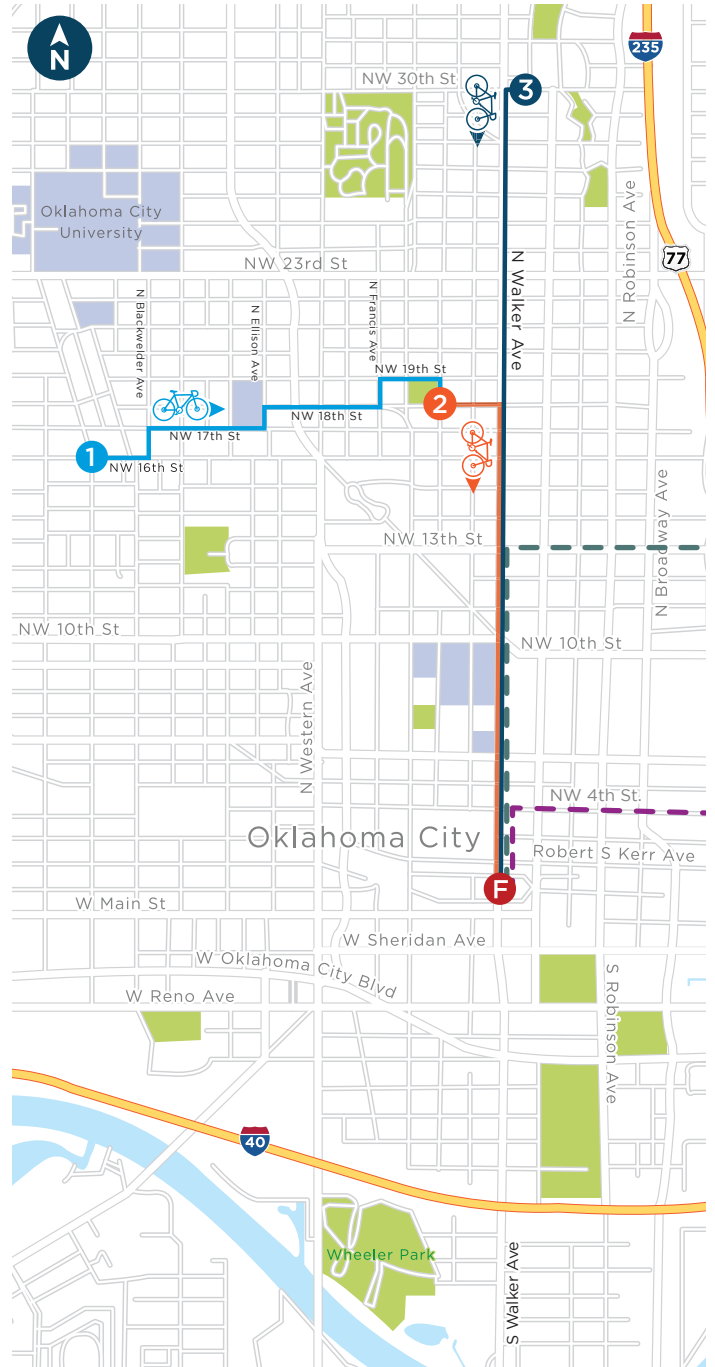 N
NW 30th St
3
235
Oklahoma City
University
N Robinson Ave
77
NW 23rd St
N Walker Ave
N Blackwelder Ave
N Ellison Ave
N Francis Ave
NW 19th St
2
NW 18th St
NW 17th St
1
NW 16th St
N Broadway Ave
NW 13th St
NW 10th St
NW 10th St
N Western Ave
NW 4th St.
Oklahoma City
Robert S Kerr Ave
F
W Main St
W Sheridan Ave
W Oklahoma City Blvd
W Reno Ave
S Robinson Ave
40
Wheeler Park
S Walker Ave